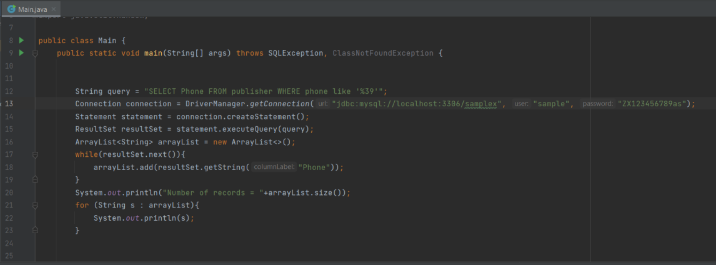 Main.java
7
8 public class Main {
9 public static void main(String[] args) throws SQLException, ClassNotFoundException {
10
11
12 String query = "SELECT Phone FROM publisher WHERE phone like '%39'";
13 Connection connection = DriverManager.getConnection( url: "jdbc:mysql://localhost:3306/samplex", user: "sample", password: "ZX123456789as");
14 Statement statement = connection.createStatement();
15 ResultSet resultSet = statement.executeQuery(query);
16 ArrayList<String> arrayList = new ArrayList<>();
17 while(resultSet.next()){
18 arrayList.add(resultSet.getString( columnLabel: "Phone"));
19 }
20 System.out.println("Number of records = "+arrayList.size());
21 for (String s : arrayList){
22 System.out.println(s);
23 }
24
25